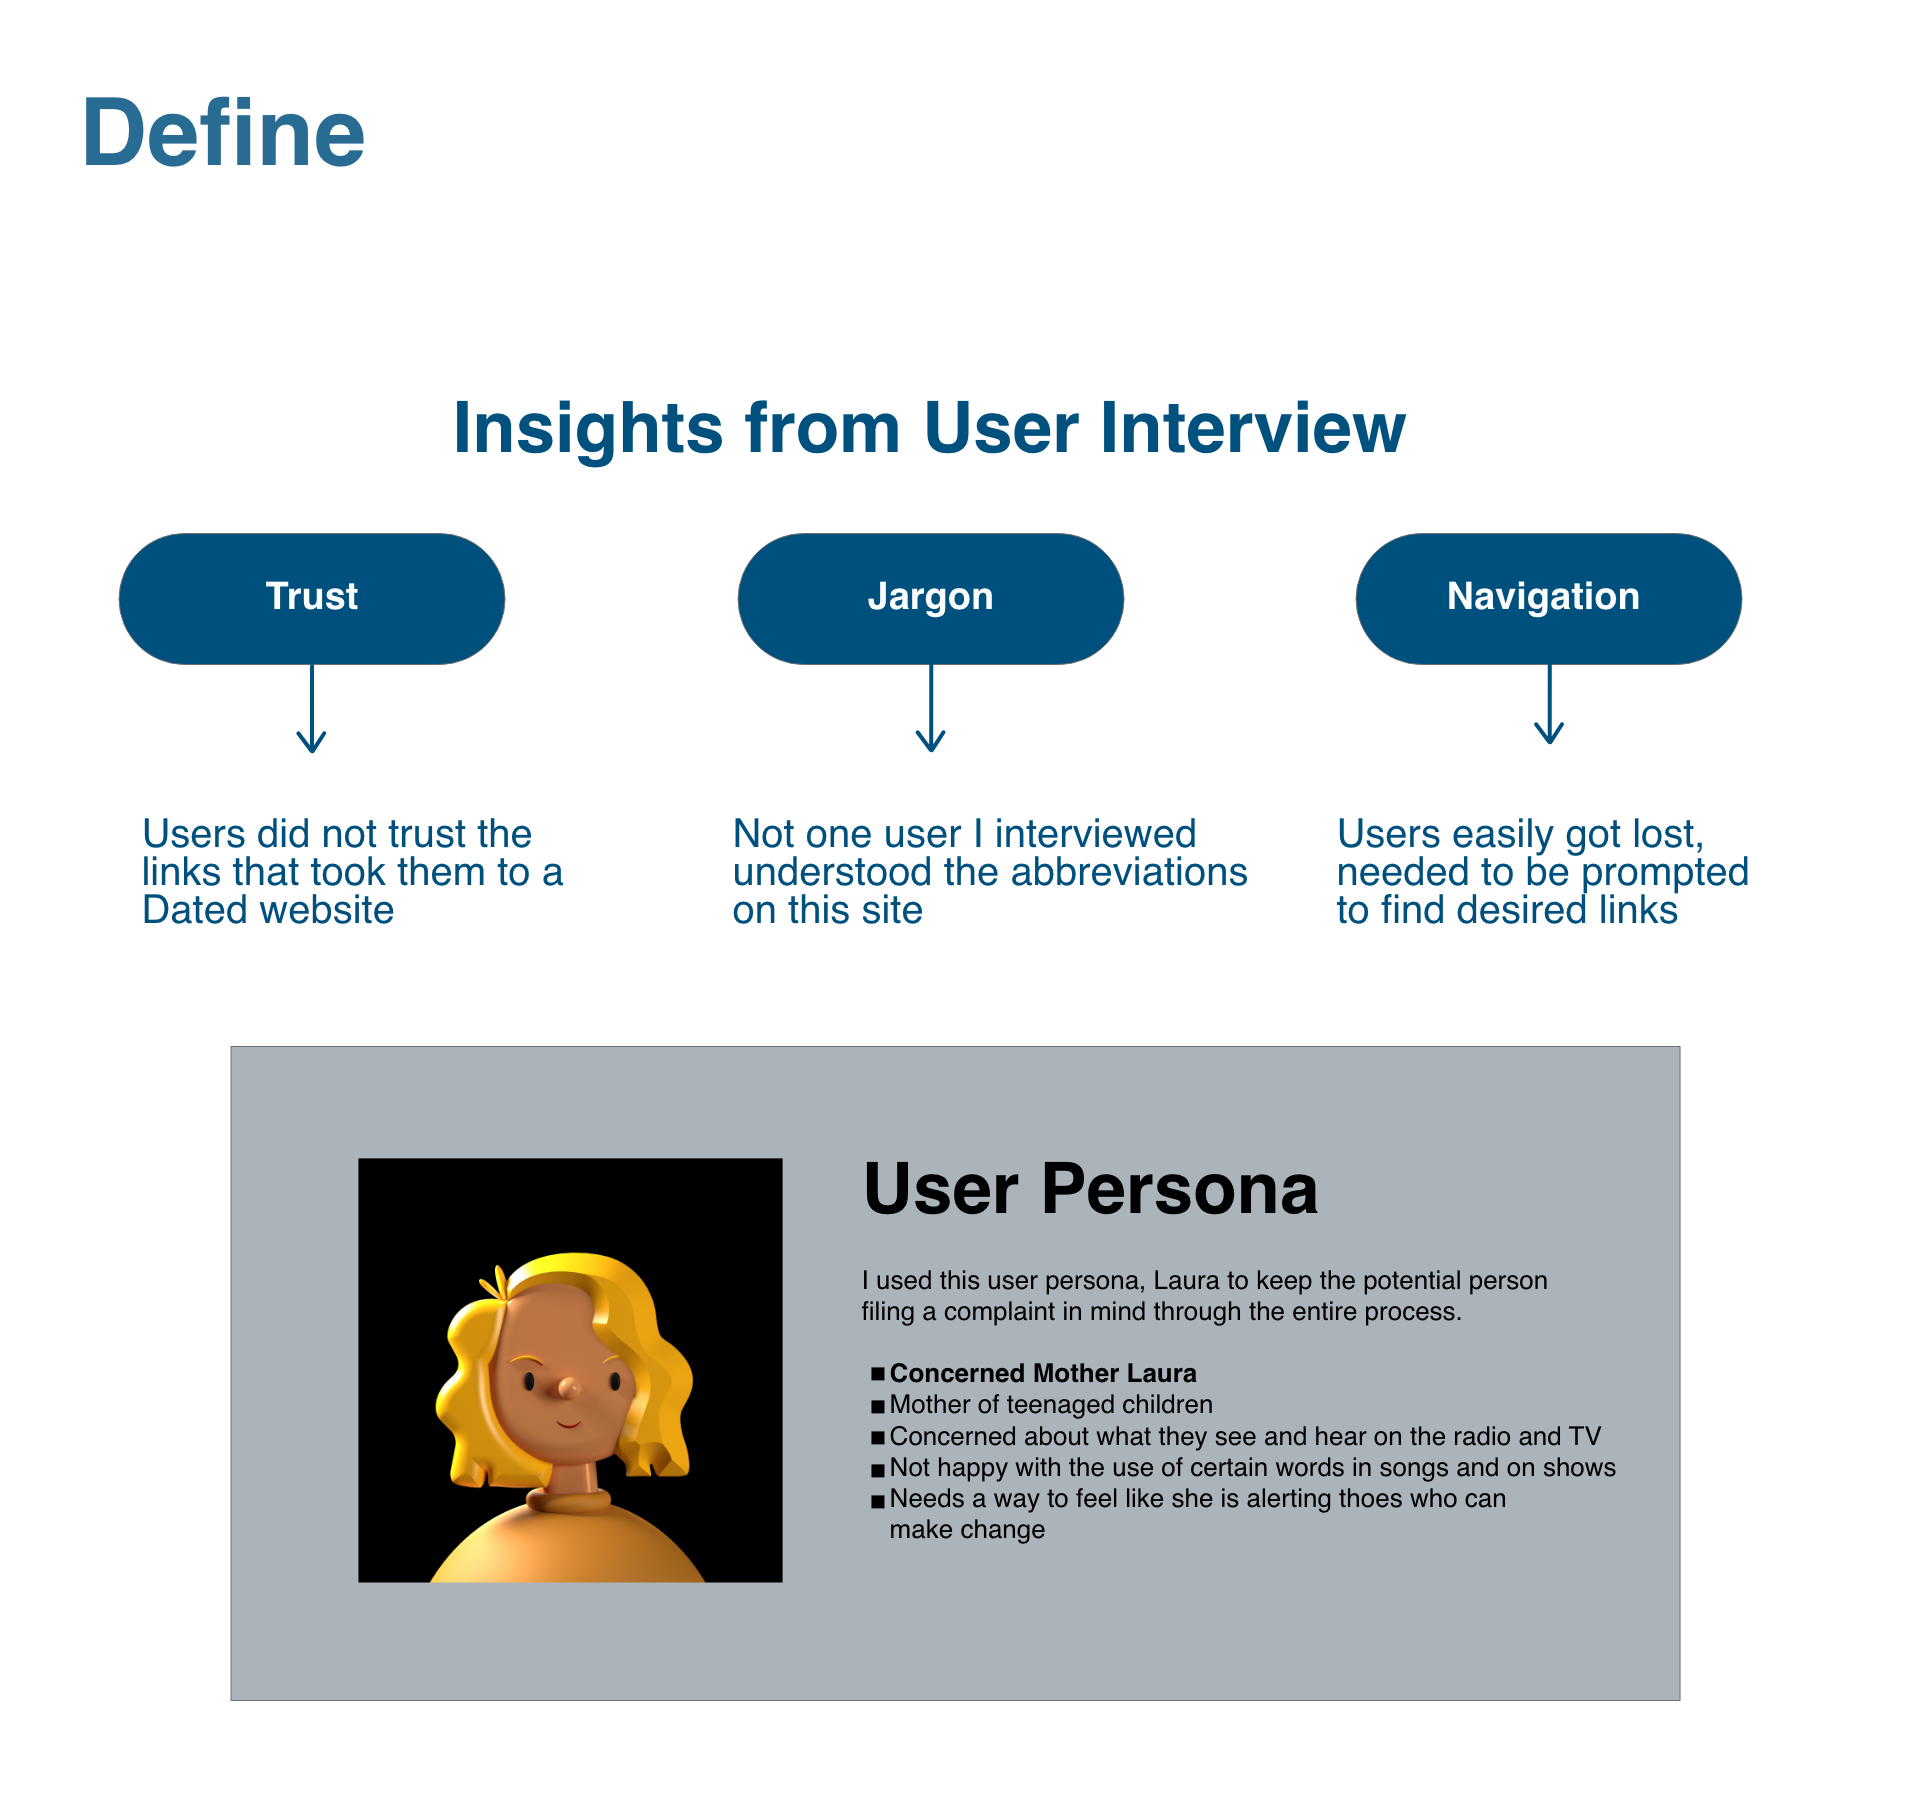 Define
Insights from User Interview
Trust
Jargon
Navigation
Users did not trust the
links that took them to a
Dated website
Not one user I interviewed
understood the abbreviations
on this site
Users easily got lost,
needed to be prompted
to find desired links
User Persona
I used this user persona, Laura to keep the potential person
filing a complaint in mind through the entire process.
■ Concerned Mother Laura
■ Mother of teenaged children
■ Concerned about what they see and hear on the radio and TV
■ Not happy with the use of certain words in songs and on shows
■ Needs a way to feel like she is alerting thoes who can
make change